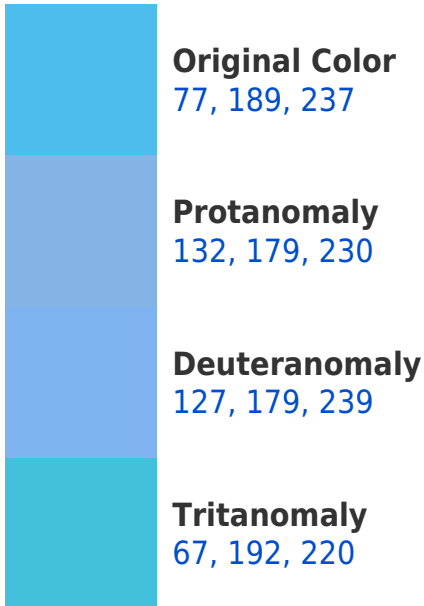 Original Color
77, 189, 237
Protanomaly
132, 179, 230
Deuteranomaly
127, 179, 239
Tritanomaly
67, 192, 220